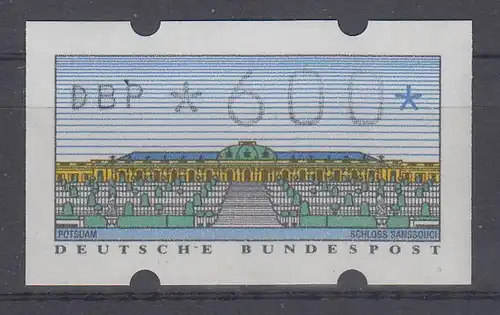 DBP * 600 *
POTSDAM SCHLOSS SANSSOUCI
DEUTSCHE BUNDESPOST